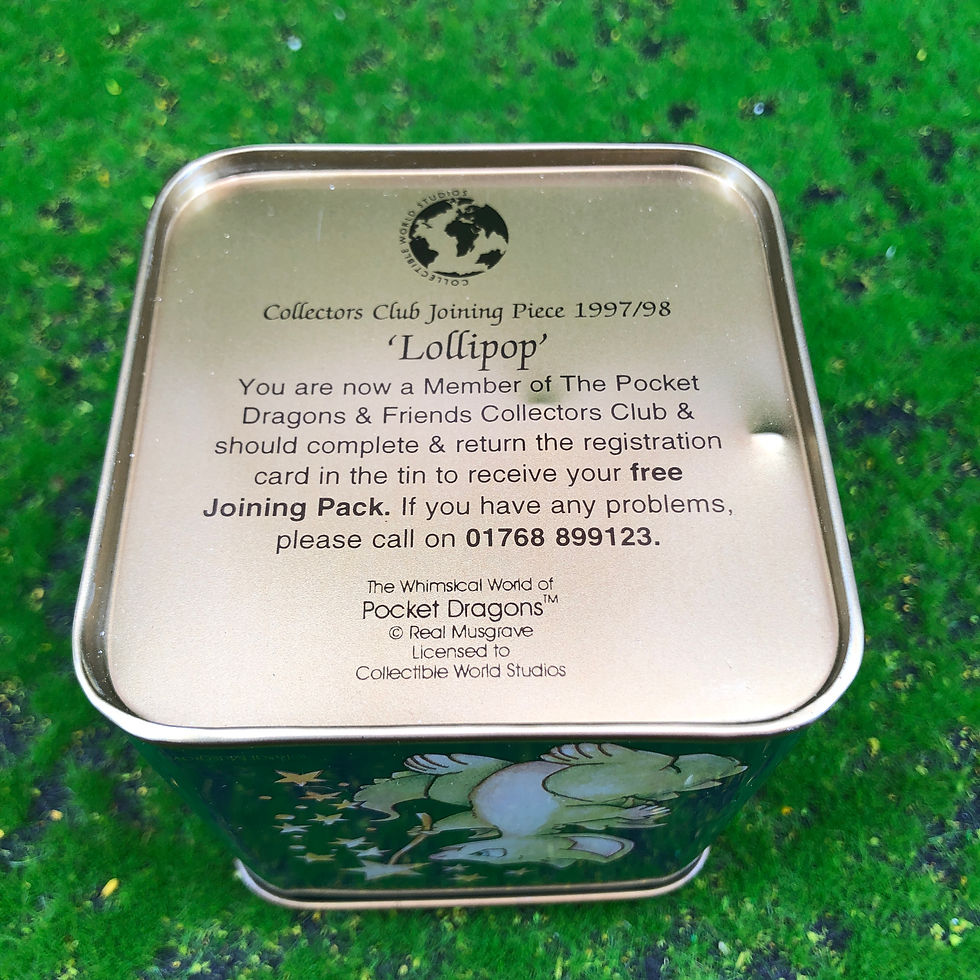 COLLECTIBLE WORLD STUDIOS
Collectors Club Joining Piece 1997/98
‘Lollipop’
You are now a Member of The Pocket
Dragons & Friends Collectors Club &
should complete & return the registration
card in the tin to receive your free
Joining Pack. If you have any problems,
please call on 01768 899123.
The Whimsical World of
Pocket Dragons™
© Real Musgrave
Licensed to
Collectible World Studios